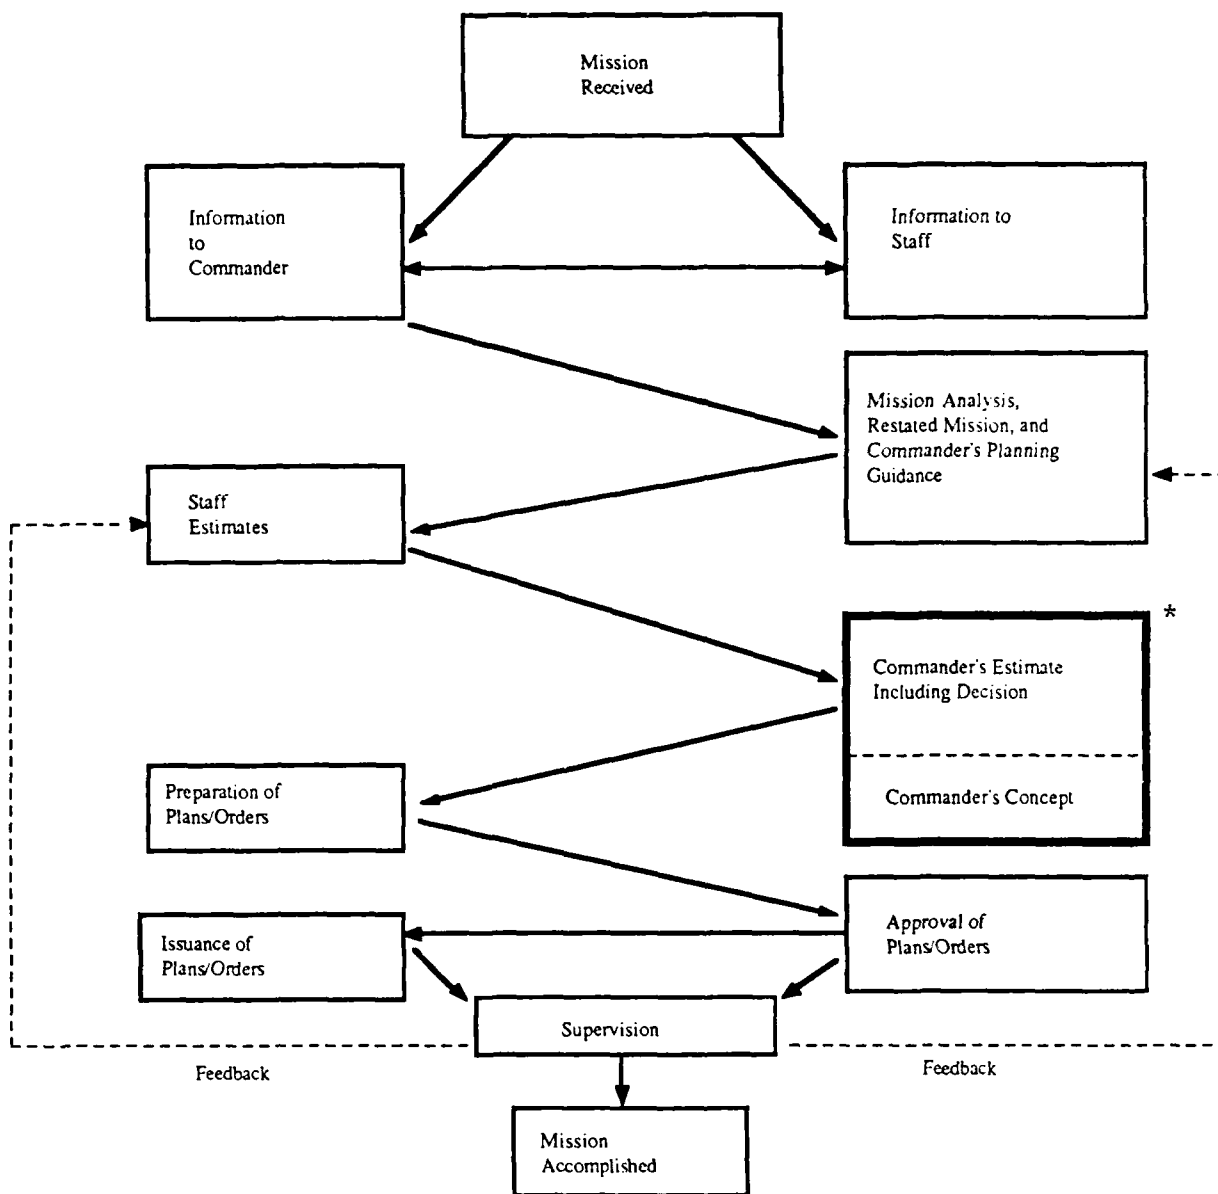 Mission
Received
Information
to
Commander
Information to
Staff
Mission Analysis,
Restated Mission, and
Commander's Planning
Guidance
Staff
Estimates
*
Commander's Estimate
Including Decision
Commander's Concept
Preparation of
Plans/Orders
Approval of
Plans/Orders
Issuance of
Plans/Orders
Supervision
Feedback
Feedback
Mission
Accomplished